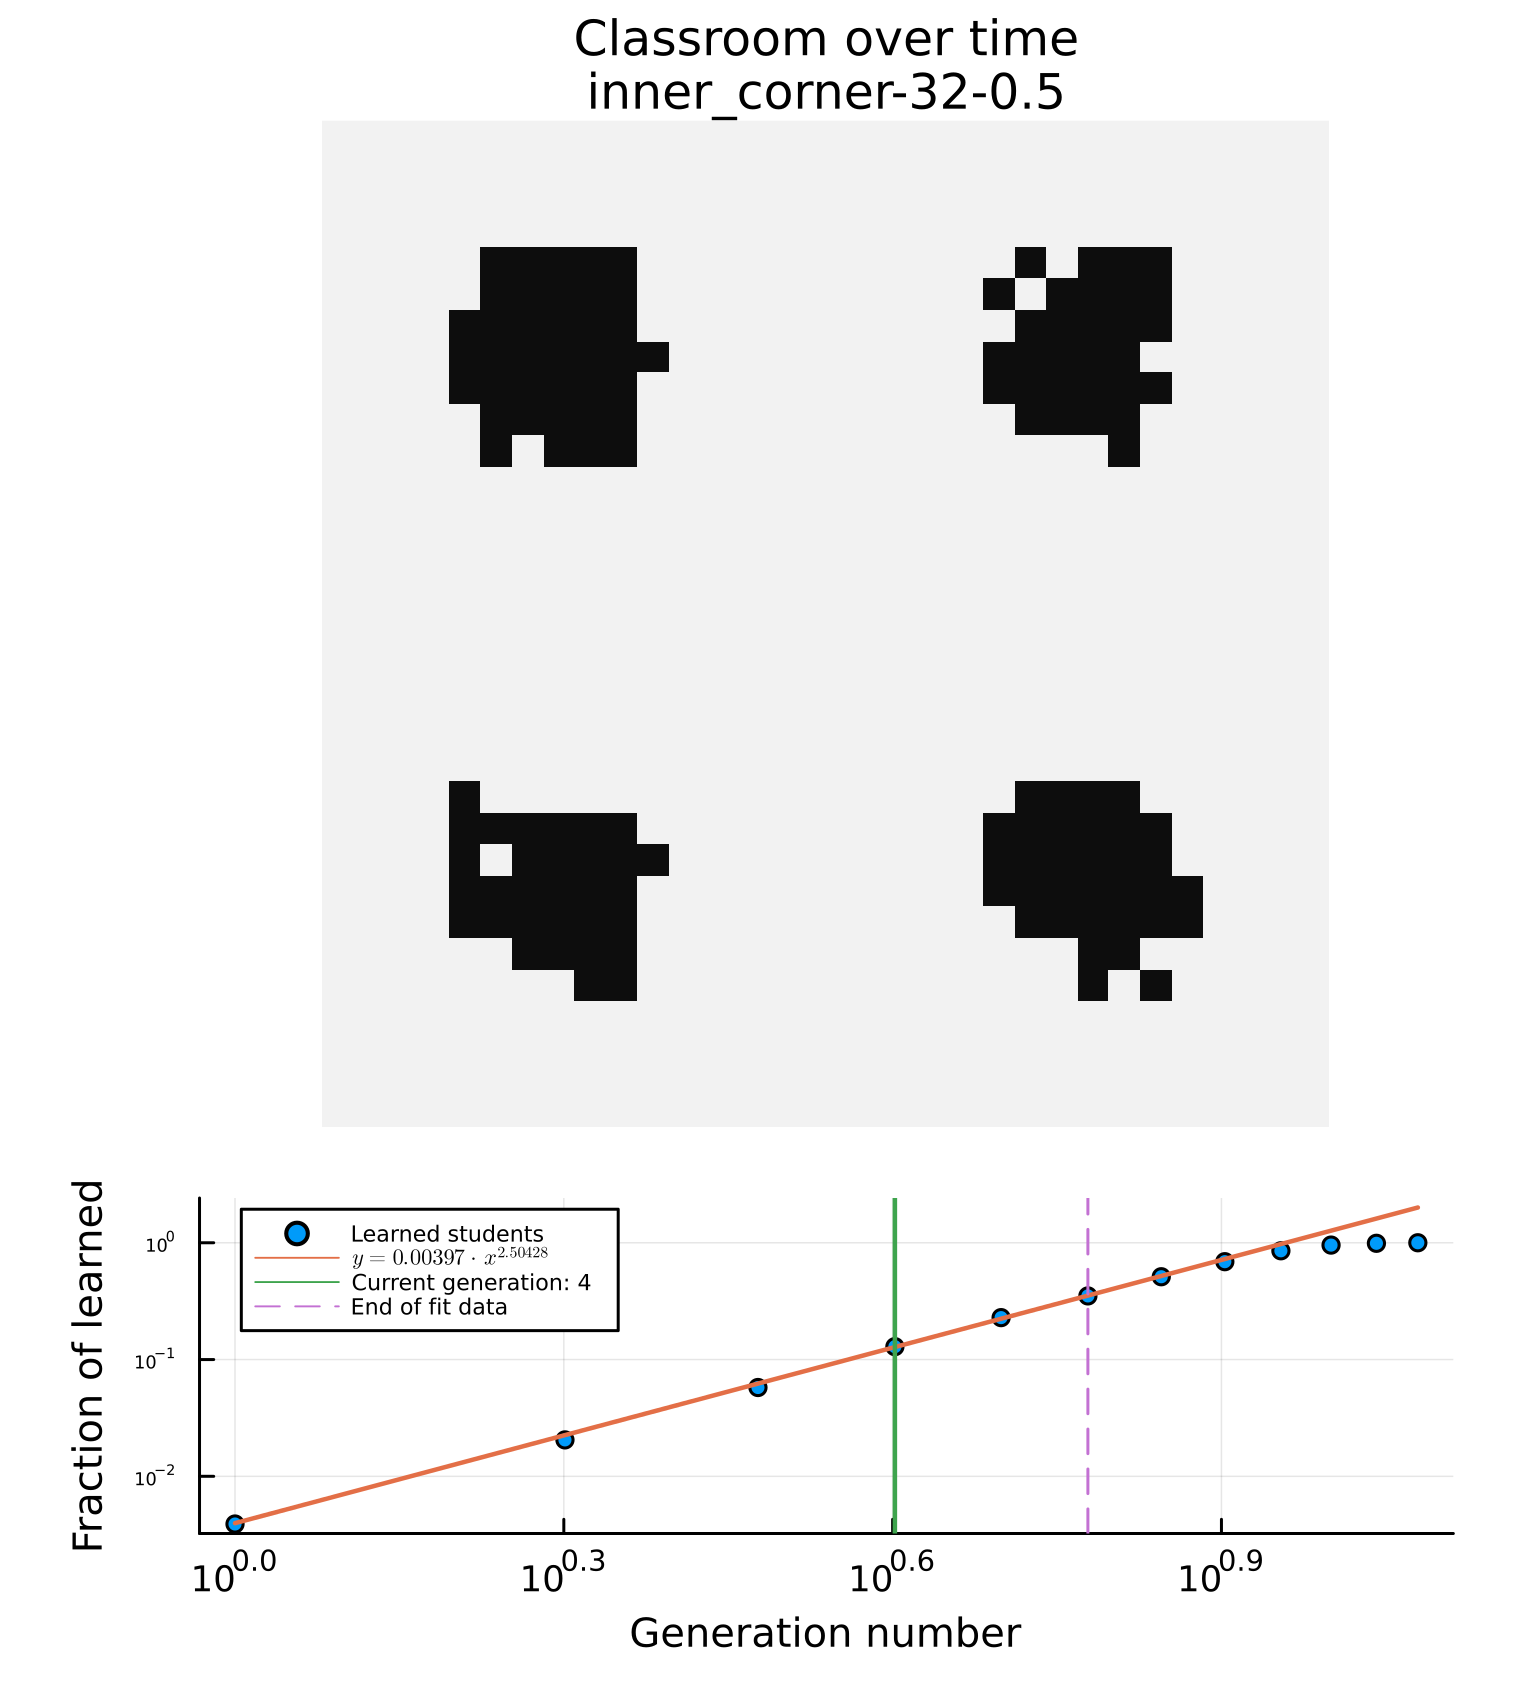 Classroom over time
inner_corner-32-0.5
Fraction of learned
10⁰
10⁻¹
10⁻²
Learned students
y = 0.00397 · x^2.50428
Current generation: 4
End of fit data
10^0.0 10^0.3 10^0.6 10^0.9
Generation number